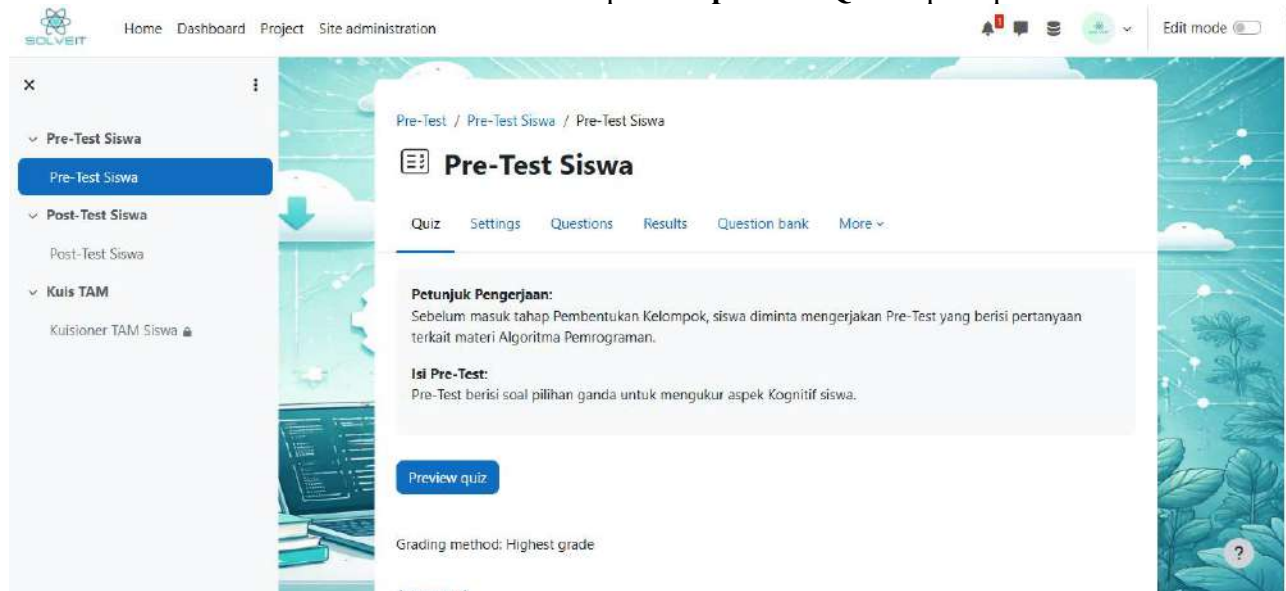 SOLVEIT
Home Dashboard Project Site administration
1
Edit mode
Pre-Test Siswa
Pre-Test Siswa
Post-Test Siswa
Post-Test Siswa
Kuis TAM
Kuisioner TAM Siswa
Pre-Test / Pre-Test Siswa / Pre-Test Siswa
Pre-Test Siswa
Quiz Settings Questions Results Question bank More
Petunjuk Pengerjaan:
Sebelum masuk tahap Pembentukan Kelompok, siswa diminta mengerjakan Pre-Test yang berisi pertanyaan
terkait materi Algoritma Pemrograman.
Isi Pre-Test:
Pre-Test berisi soal pilihan ganda untuk mengukur aspek Kognitif siswa.
Preview quiz
Grading method: Highest grade
?